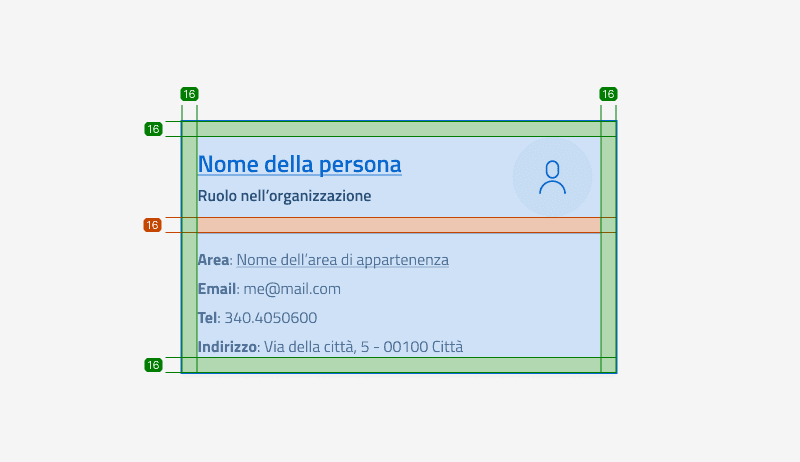 16
16
16
Nome della persona
Ruolo nell’organizzazione
16
Area: Nome dell’area di appartenenza
Email: me@mail.com
Tel: 340.4050600
Indirizzo: Via della città, 5 - 00100 Città
16